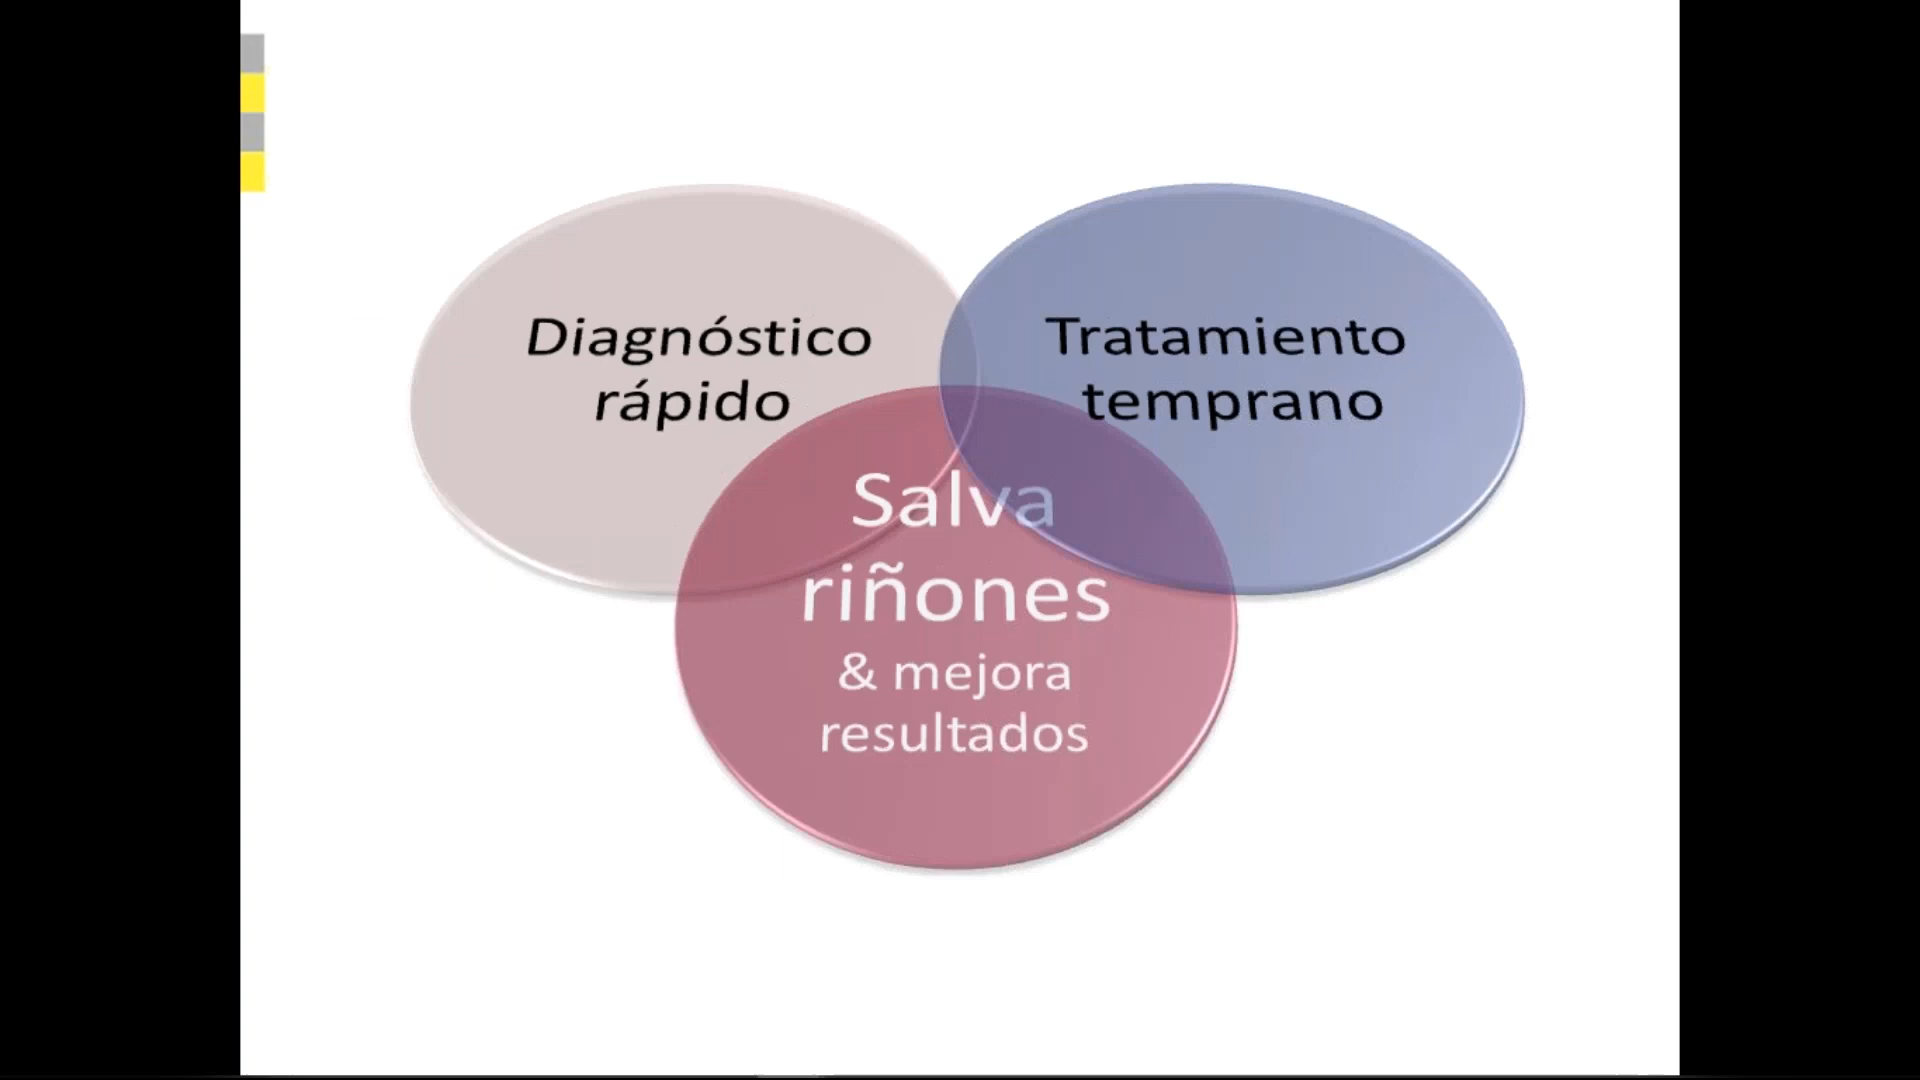 Diagnóstico
rápido
Tratamiento
temprano
Salva
riñones
& mejora
resultados